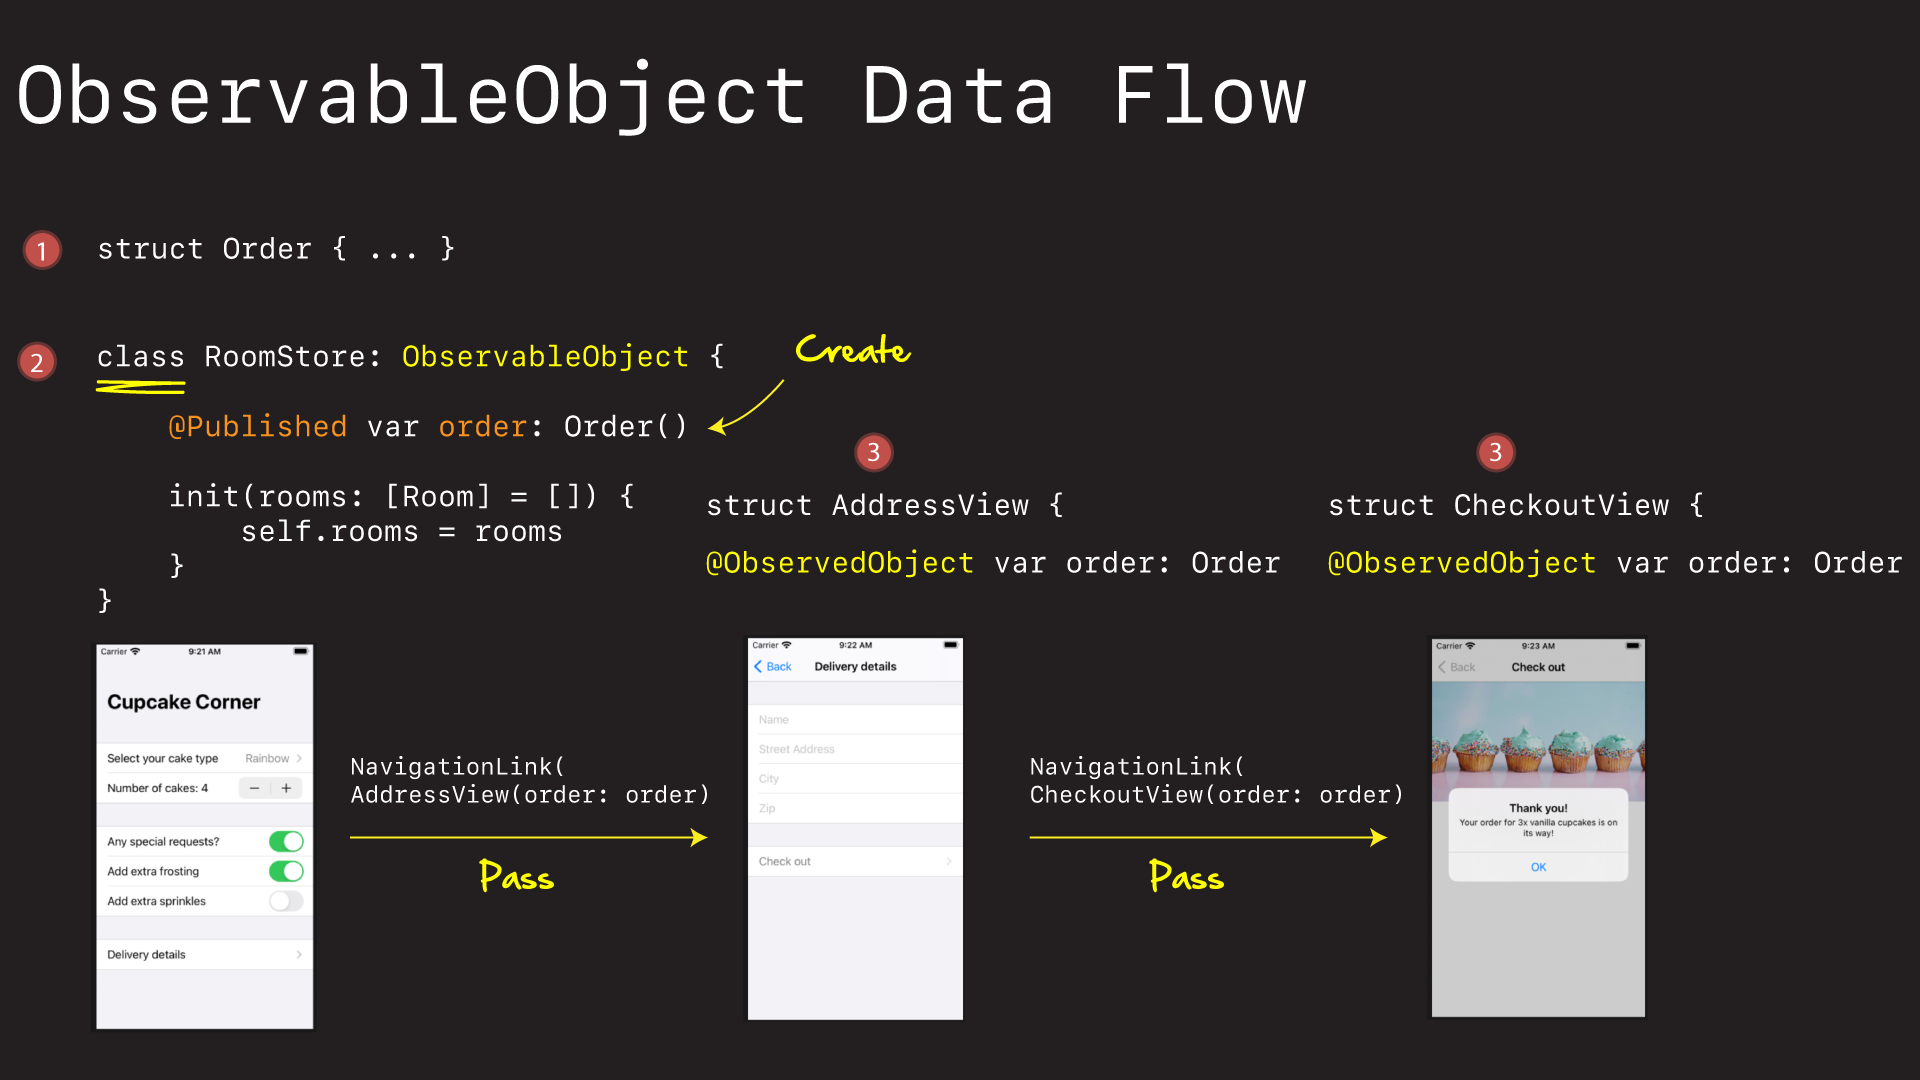 ObservableObject Data Flow
1
struct Order { ... }
2
class RoomStore: ObservableObject {
Create
@Published var order: Order()
init(rooms: [Room] = []) {
self.rooms = rooms
}
}
3
struct AddressView {
@ObservedObject var order: Order
3
struct CheckoutView {
@ObservedObject var order: Order
Carrier 9:21 AM
Cupcake Corner
Select your cake type Rainbow
Number of cakes: 4 − +
Any special requests?
Add extra frosting
Add extra sprinkles
Delivery details
NavigationLink(
AddressView(order: order)
Pass
Carrier 9:22 AM
Back Delivery details
Name
Street Address
City
Zip
Check out
NavigationLink(
CheckoutView(order: order)
Pass
Carrier 9:23 AM
Back Check out
Thank you!
Your order for 3x vanilla cupcakes is on
its way!
OK